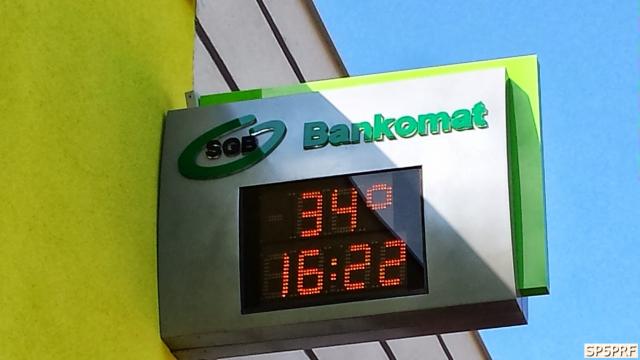 SGB Bankomat
34°
16:22
SP5PRF